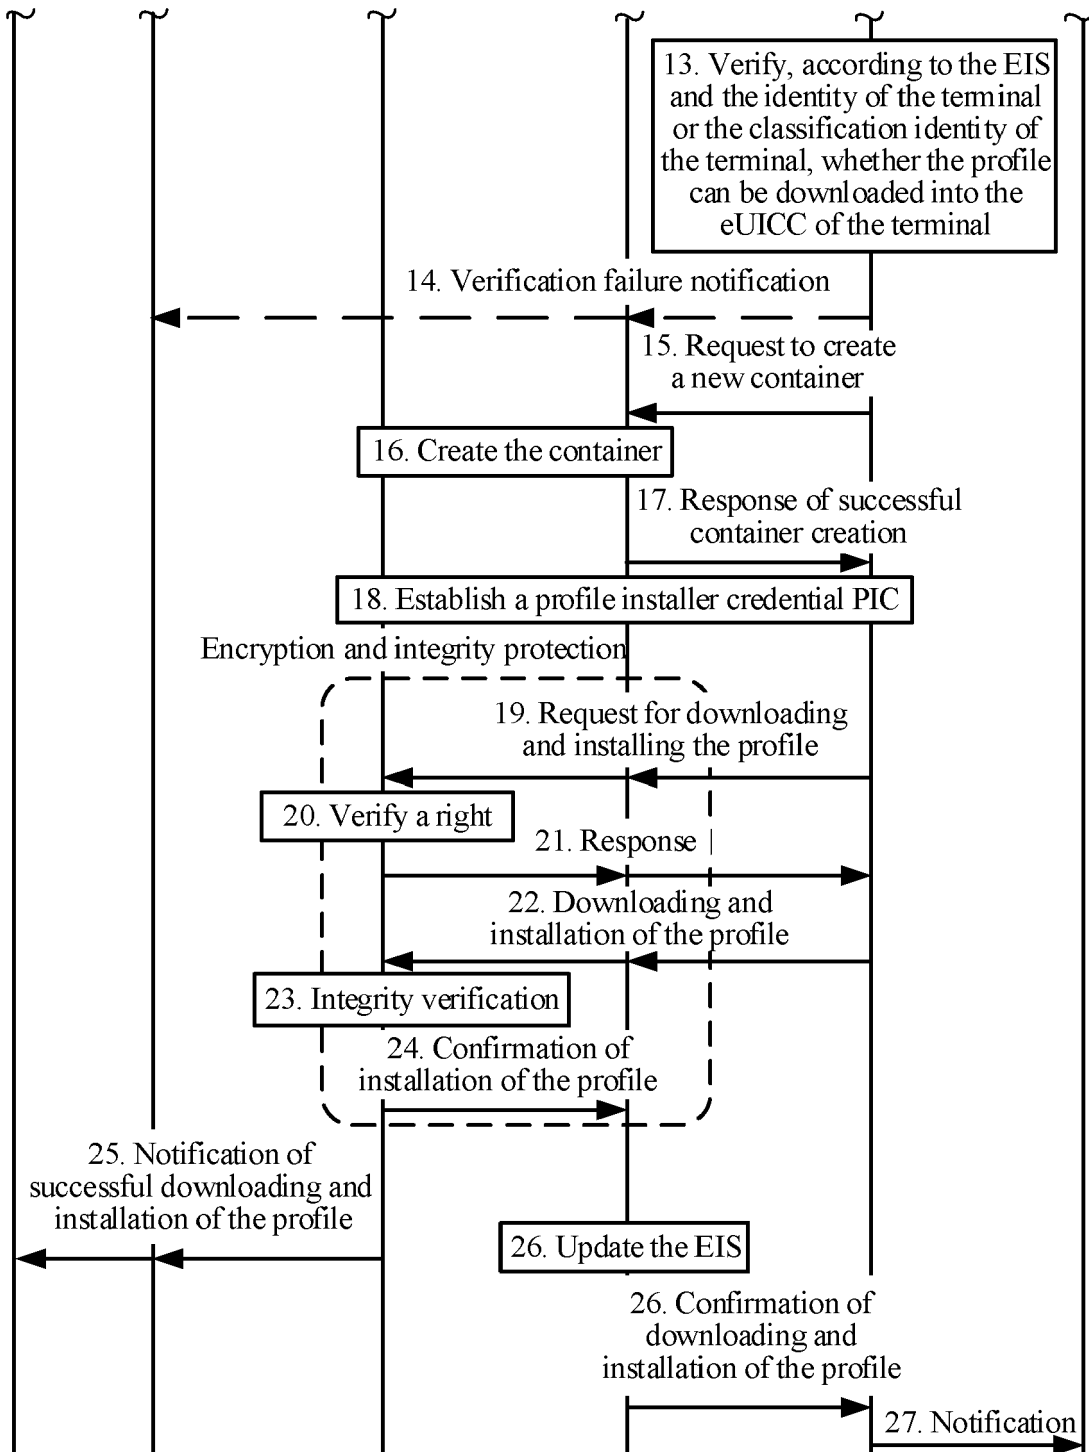 13. Verify, according to the EIS
and the identity of the terminal
or the classification identity of
the terminal, whether the profile
can be downloaded into the
eUICC of the terminal
14. Verification failure notification
15. Request to create
a new container
16. Create the container
17. Response of successful
container creation
18. Establish a profile installer credential PIC
Encryption and integrity protection
19. Request for downloading
and installing the profile
20. Verify a right
21. Response
22. Downloading and
installation of the profile
23. Integrity verification
24. Confirmation of
installation of the profile
25. Notification of
successful downloading and
installation of the profile
26. Update the EIS
26. Confirmation of
downloading and
installation of the profile
27. Notification